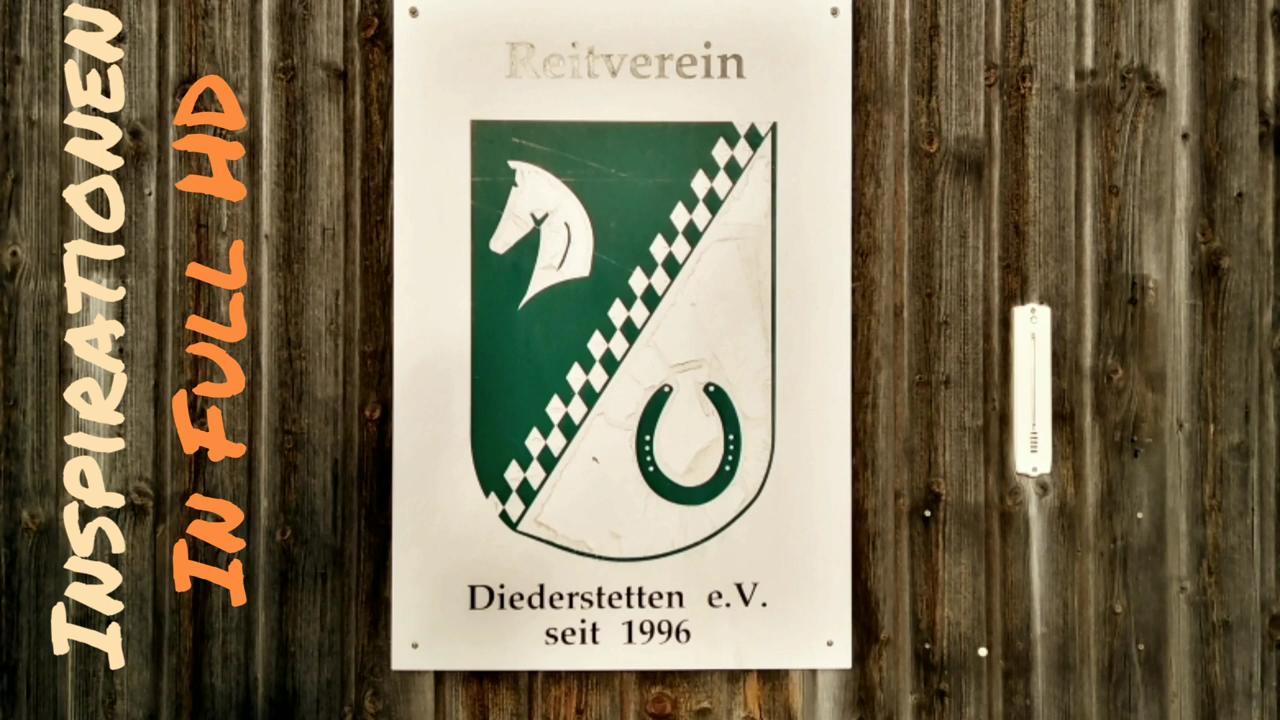 INSPIRATIONEN
IN FULL HD
Reitverein
Diederstetten e.V.
seit 1996